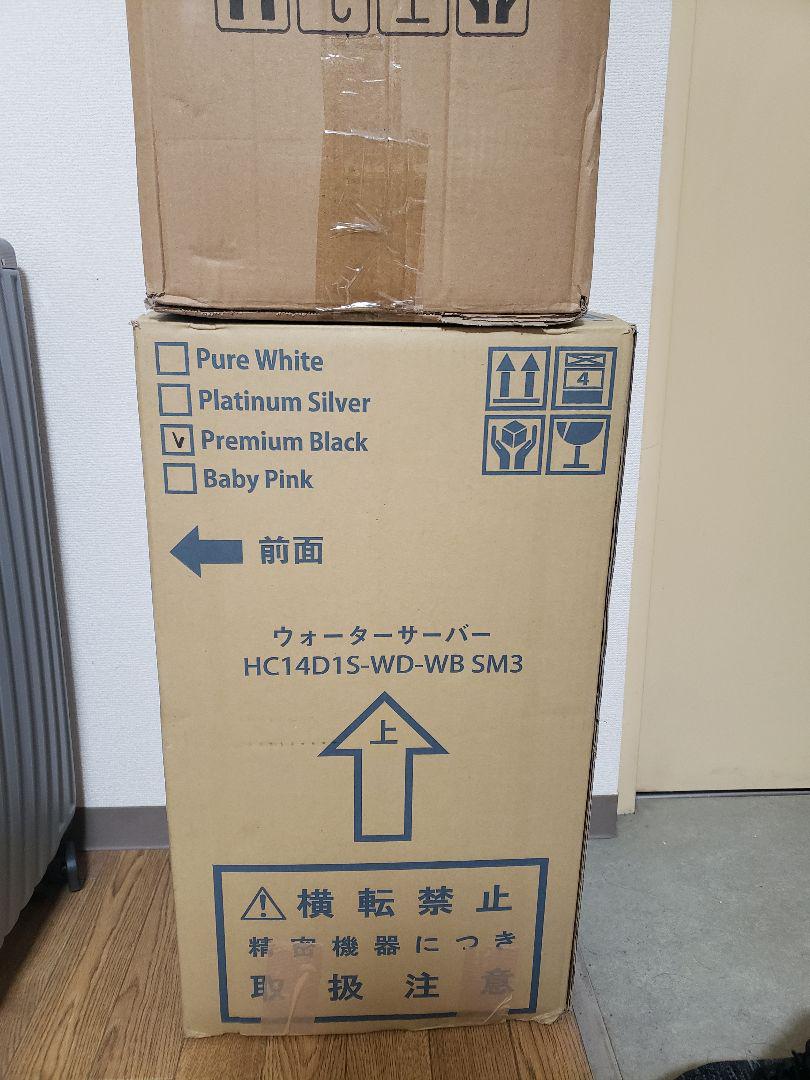 Pure White
Platinum Silver
V Premium Black
Baby Pink
4
前面
ウォーターサーバー
HC14D1S-WD-WB SM3
上
横転禁止
精密機器につき
取扱注意